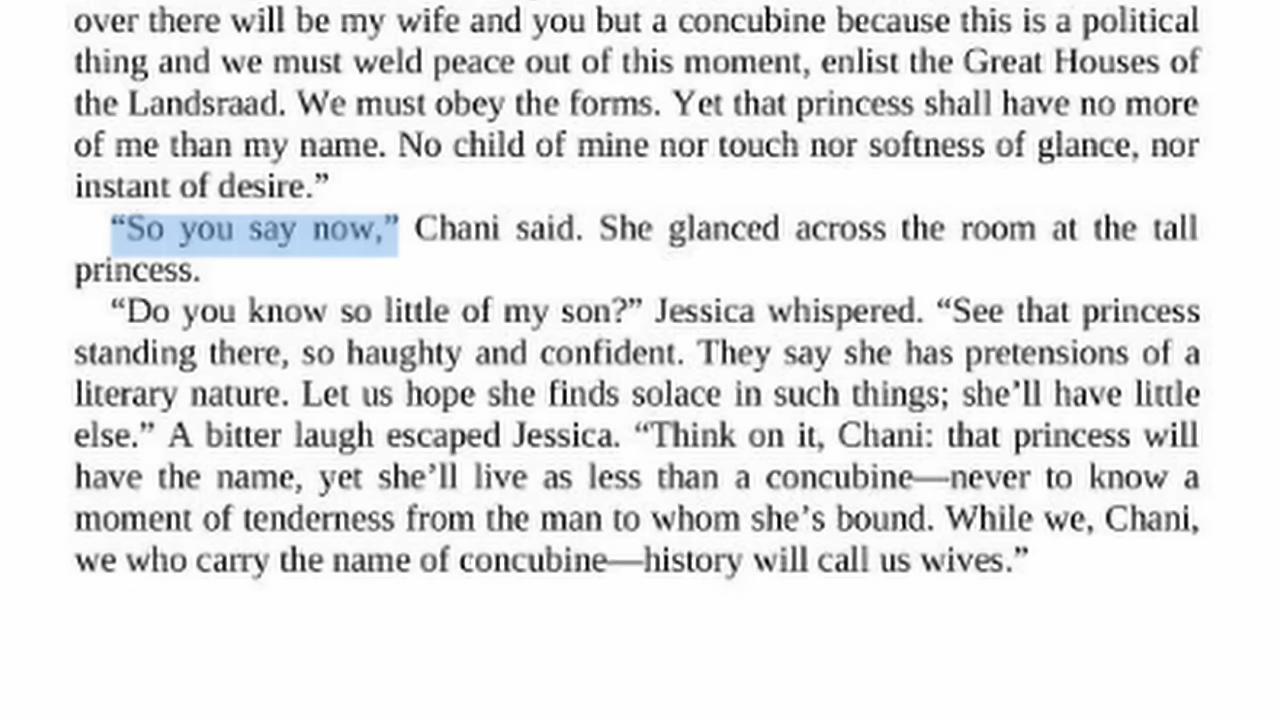 over there will be my wife and you but a concubine because this is a political
thing and we must weld peace out of this moment, enlist the Great Houses of
the Landsraad. We must obey the forms. Yet that princess shall have no more
of me than my name. No child of mine nor touch nor softness of glance, nor
instant of desire.”
“So you say now,” Chani said. She glanced across the room at the tall
princess.
“Do you know so little of my son?” Jessica whispered. “See that princess
standing there, so haughty and confident. They say she has pretensions of a
literary nature. Let us hope she finds solace in such things; she’ll have little
else.” A bitter laugh escaped Jessica. “Think on it, Chani: that princess will
have the name, yet she’ll live as less than a concubine—never to know a
moment of tenderness from the man to whom she’s bound. While we, Chani,
we who carry the name of concubine—history will call us wives.”